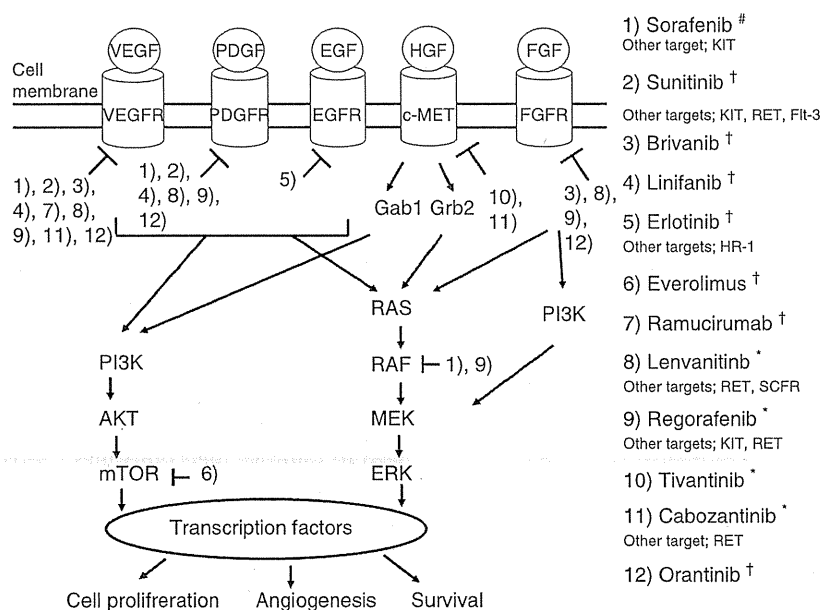 VEGF
PDGF
EGF
HGF
FGF
Cell
membrane
VEGFR
PDGFR
EGFR
c-MET
FGFR
1), 2), 3),
4), 7), 8),
9), 11), 12)
1), 2),
4), 8), 9),
12)
5)
Gab1 Grb2
10),
11)
3), 8),
9),
12)
RAS
PI3K
PI3K
RAF
1), 9)
AKT
MEK
mTOR
6)
ERK
Transcription factors
Cell prolifreration
Angiogenesis
Survival
1) Sorafenib #
Other target; KIT
2) Sunitinib †
Other targets; KIT, RET, Flt-3
3) Brivanib †
4) Linifanib †
5) Erlotinib †
Other targets; HR-1
6) Everolimus †
7) Ramucirumab †
8) Lenvanitinb *
Other targets; RET, SCFR
9) Regorafenib *
Other targets; KIT, RET
10) Tivantinib *
11) Cabozantinib *
Other target; RET
12) Orantinib †